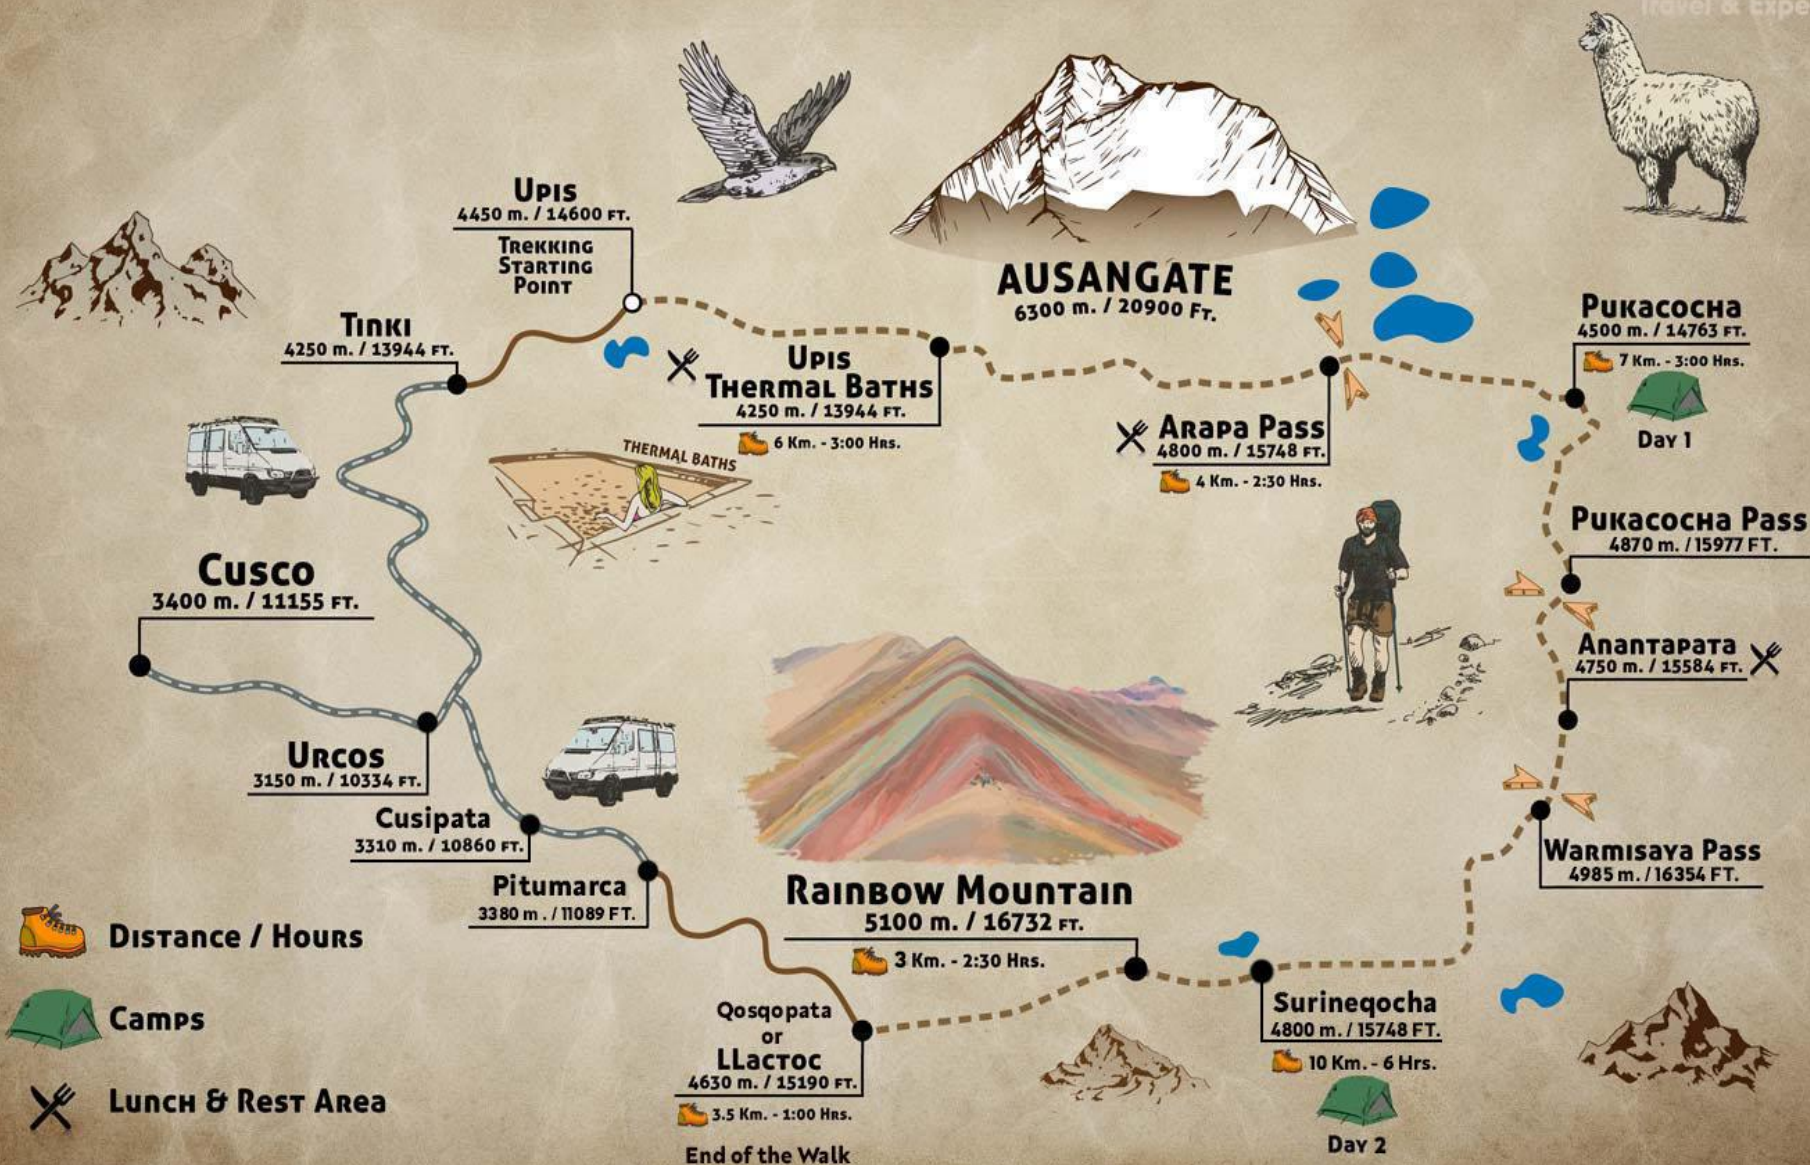 Travel & Expe
Upis
4450 m. / 14600 Ft.
Trekking
Starting
Point
Tinki
4250 m. / 13944 Ft.
AUSANGATE
6300 m. / 20900 Ft.
Upis
Thermal Baths
4250 m. / 13944 Ft.
6 Km. - 3:00 Hrs.
THERMAL BATHS
Arapa Pass
4800 m. / 15748 Ft.
4 Km. - 2:30 Hrs.
Pukacocha
4500 m. / 14763 Ft.
7 Km. - 3:00 Hrs.
Day 1
Pukacocha Pass
4870 m. / 15977 FT.
Anantapata
4750 m. / 15584 Ft.
Warmisaya Pass
4985 m. / 16354 FT.
Cusco
3400 m. / 11155 Ft.
Urcos
3150 m. / 10334 Ft.
Cusipata
3310 m. / 10860 Ft.
Pitumarca
3380 m . / 11089 FT.
Rainbow Mountain
5100 m. / 16732 Ft.
3 Km. - 2:30 Hrs.
Surineqocha
4800 m. / 15748 FT.
10 Km. - 6 Hrs.
Day 2
Qosqopata
or
LLactoc
4630 m. / 15190 Ft.
3.5 Km. - 1:00 Hrs.
End of the Walk
Distance / Hours
Camps
Lunch & Rest Area